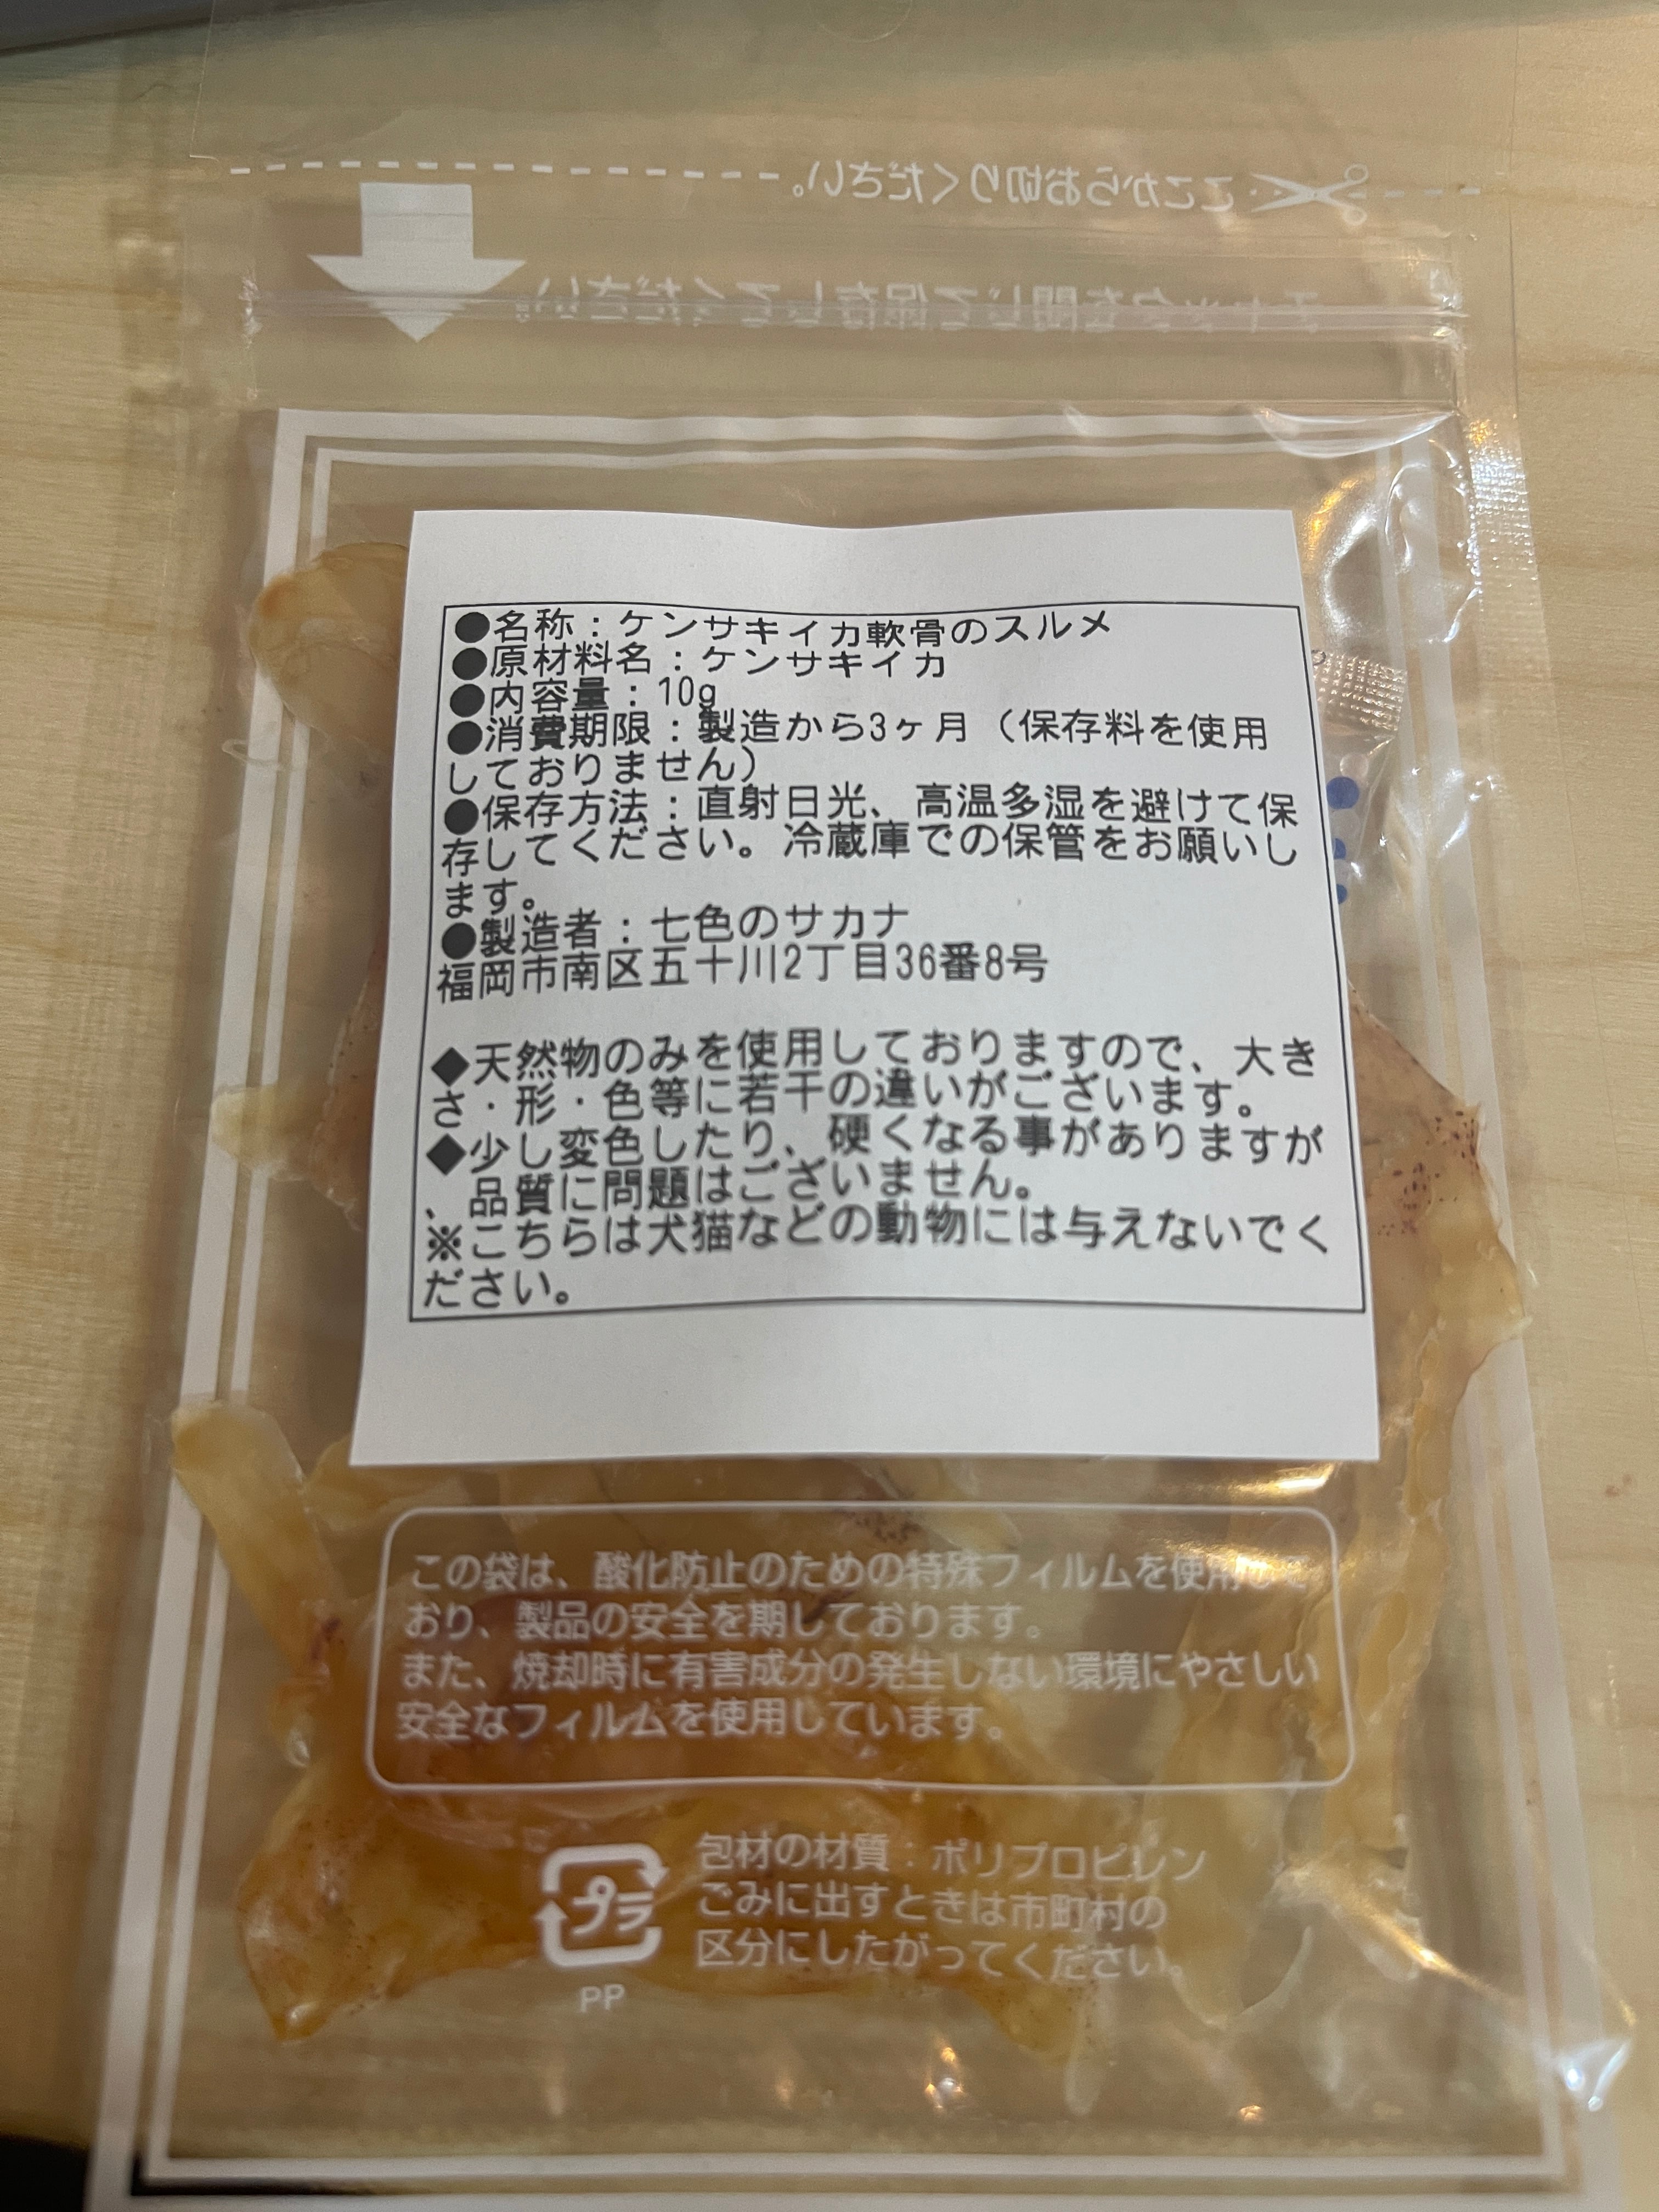 ここからお切りください。
チャックを閉じて保存してください。
●名称：ケンサキイカ軟骨のスルメ
●原材料名：ケンサキイカ
●内容量：10g
●消費期限：製造から3ヶ月（保存料を使用
しておりません）
●保存方法：直射日光、高温多湿を避けて保
存してください。冷蔵庫での保管をお願いし
ます。
●製造者：七色のサカナ
福岡市南区五十川2丁目36番8号
◆天然物のみを使用しておりますので、大き
さ・形・色等に若干の違いがございます。
◆少し変色したり、硬くなる事がありますが
、品質に問題はございません。
※こちらは犬猫などの動物には与えないでく
ださい。
この袋は、酸化防止のための特殊フィルムを使用して
おり、製品の安全を期しております。
また、焼却時に有害成分の発生しない環境にやさしい
安全なフィルムを使用しています。
プラ
PP
包材の材質：ポリプロピレン
ごみに出すときは市町村の
区分にしたがってください。